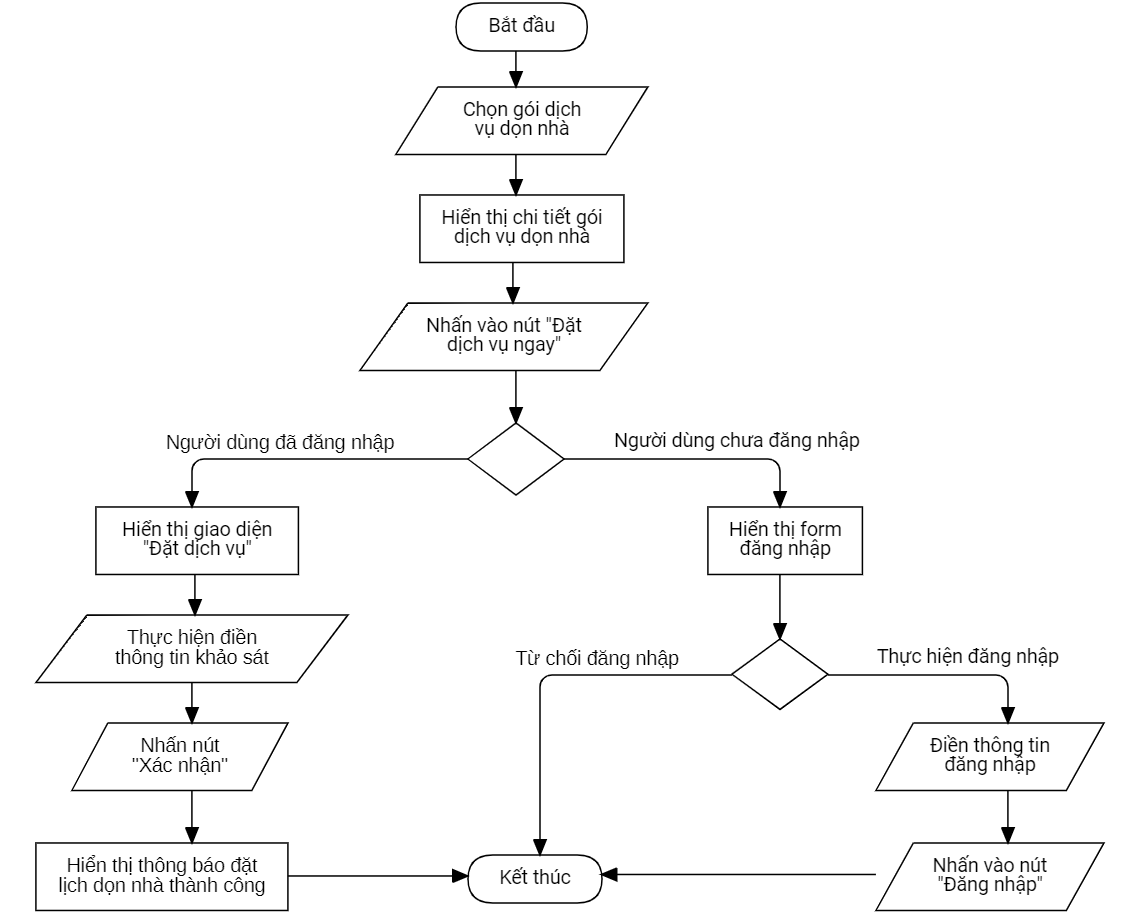 Bắt đầu
Chọn gói dịch
vụ dọn nhà
Hiển thị chi tiết gói
dịch vụ dọn nhà
Nhấn vào nút "Đặt
dịch vụ ngay"
Người dùng đã đăng nhập
Người dùng chưa đăng nhập
Hiển thị giao diện
"Đặt dịch vụ"
Hiển thị form
đăng nhập
Thực hiện điền
thông tin khảo sát
Từ chối đăng nhập
Thực hiện đăng nhập
Nhấn nút
"Xác nhận"
Điền thông tin
đăng nhập
Hiển thị thông báo đặt
lịch dọn nhà thành công
Kết thúc
Nhấn vào nút
"Đăng nhập"